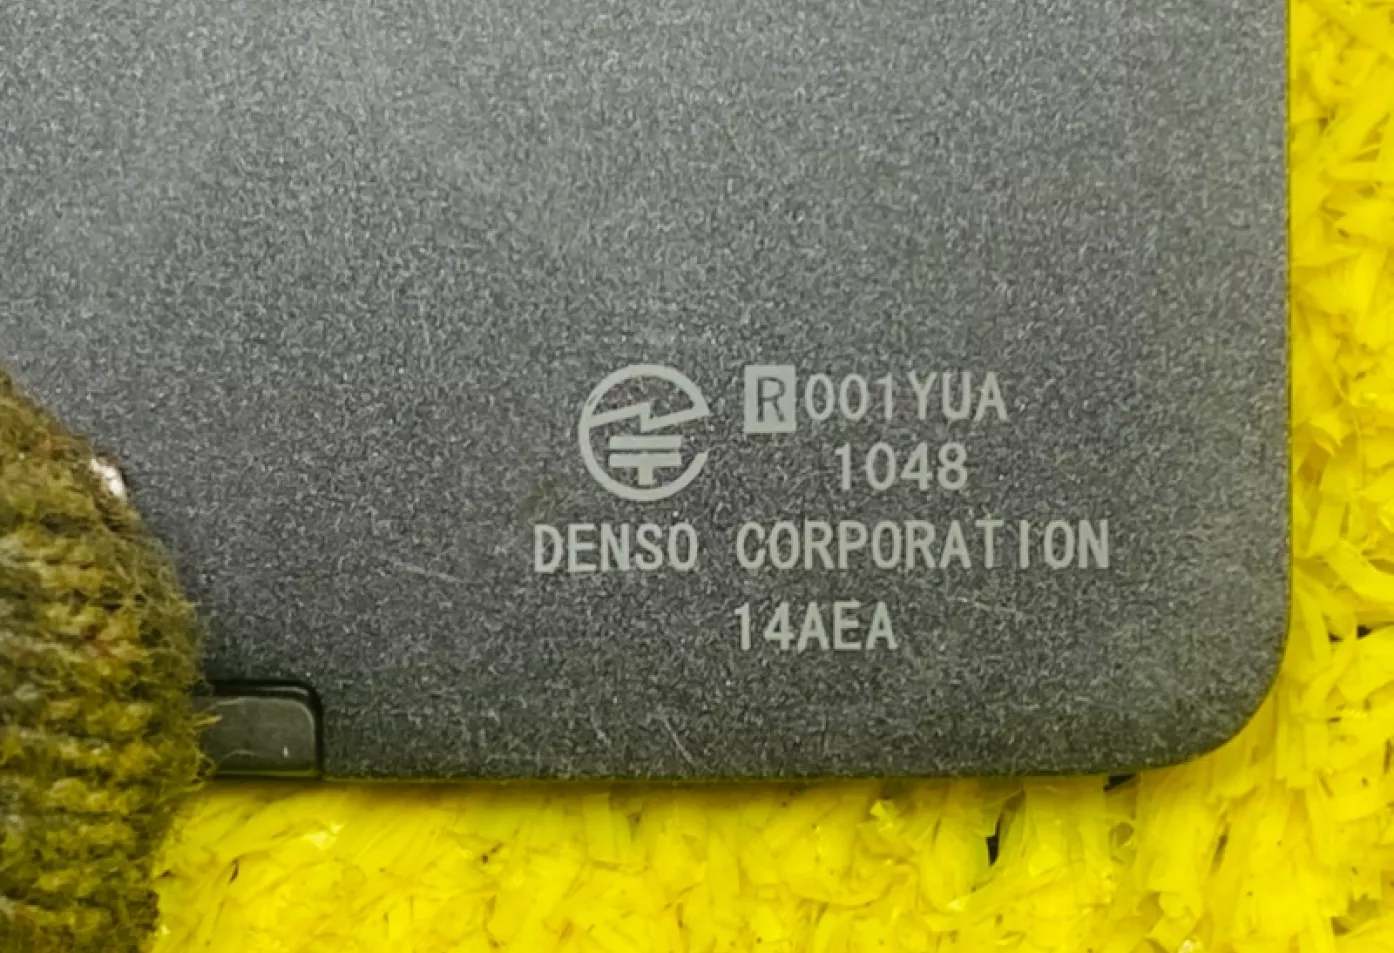 R001YUA
1048
DENSO CORPORATION
14AEA